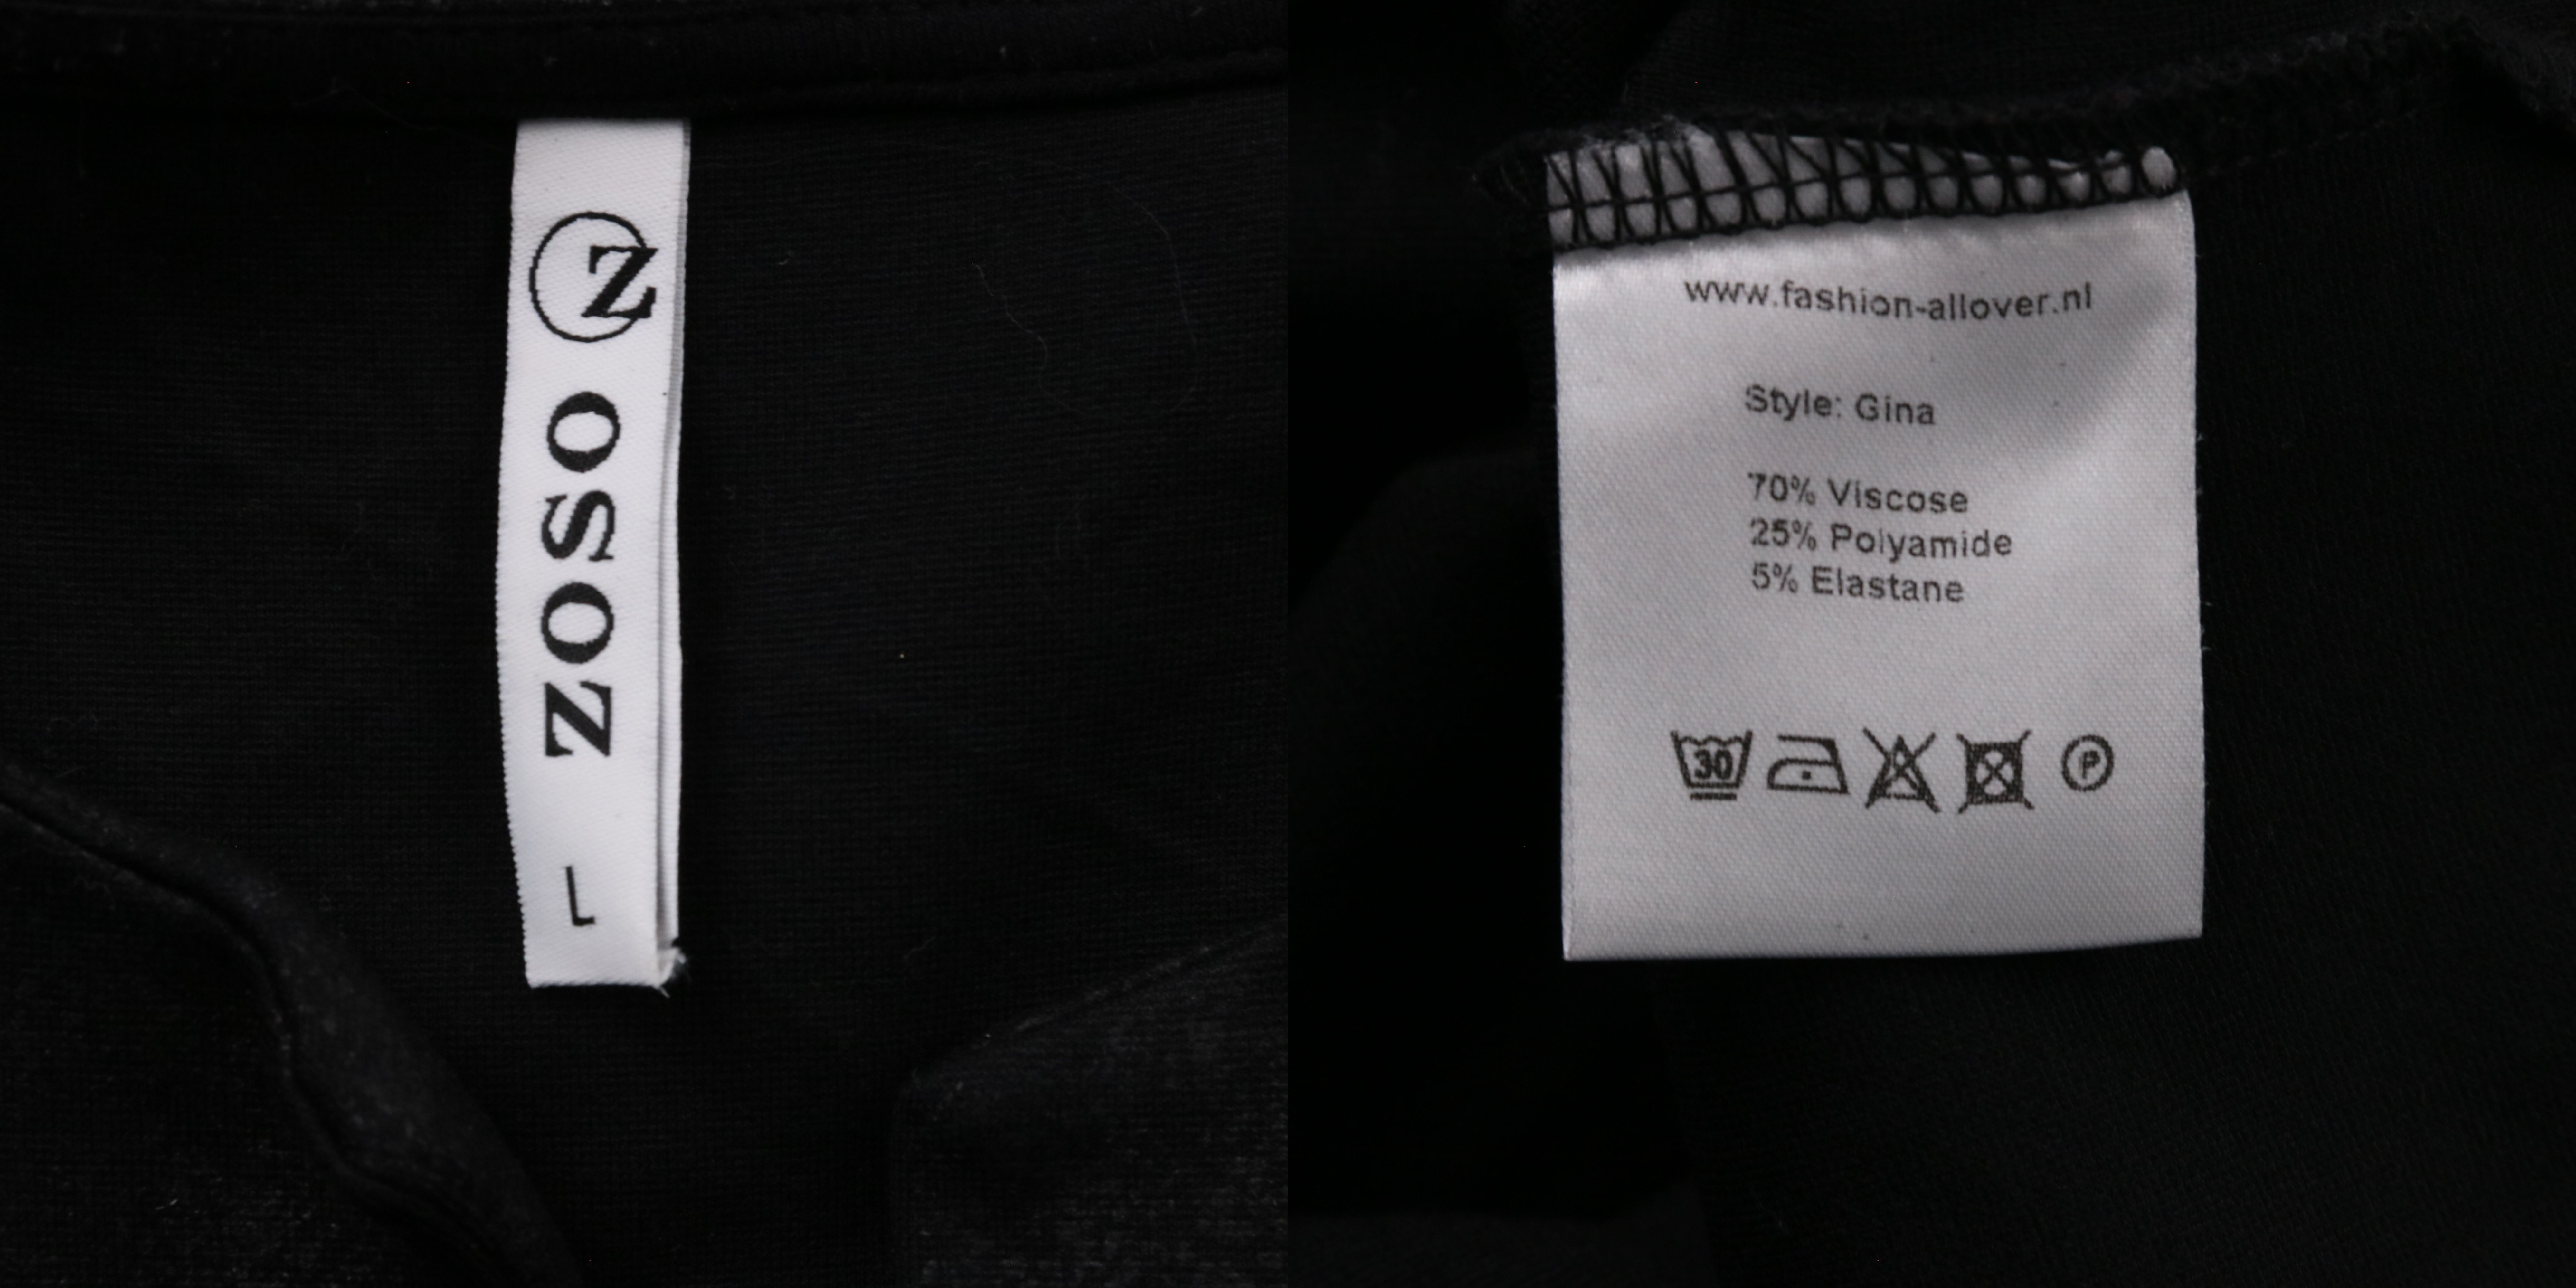 Z
ZOSO
L
www.fashion-allover.nl
Style: Gina
70% Viscose
25% Polyamide
5% Elastane
30
P